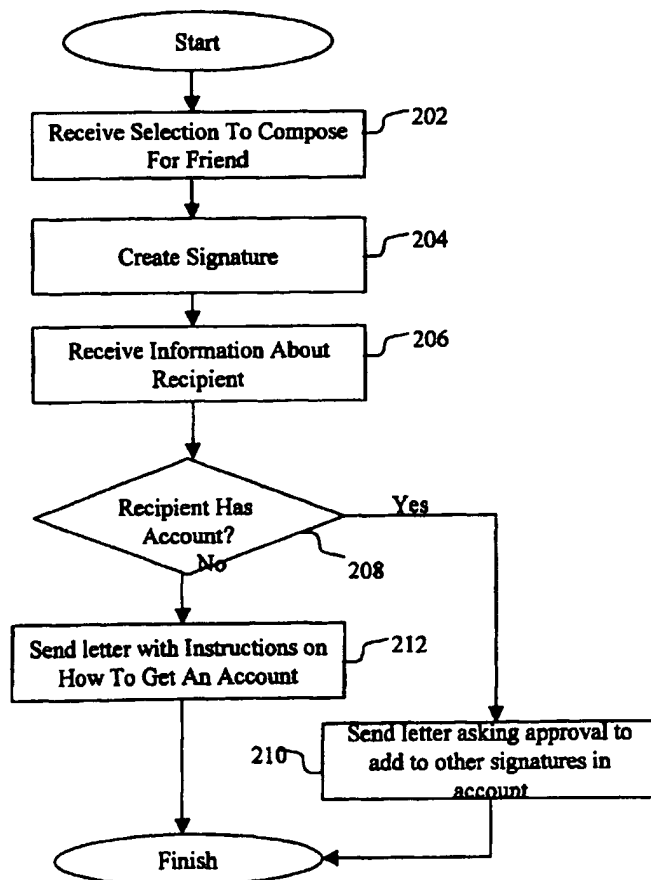 Start
Receive Selection To Compose
For Friend
202
Create Signature
204
Receive Information About
Recipient
206
Recipient Has
Account?
Yes
No
208
Send letter with Instructions on
How To Get An Account
212
Send letter asking approval to
add to other signatures in
account
210
Finish